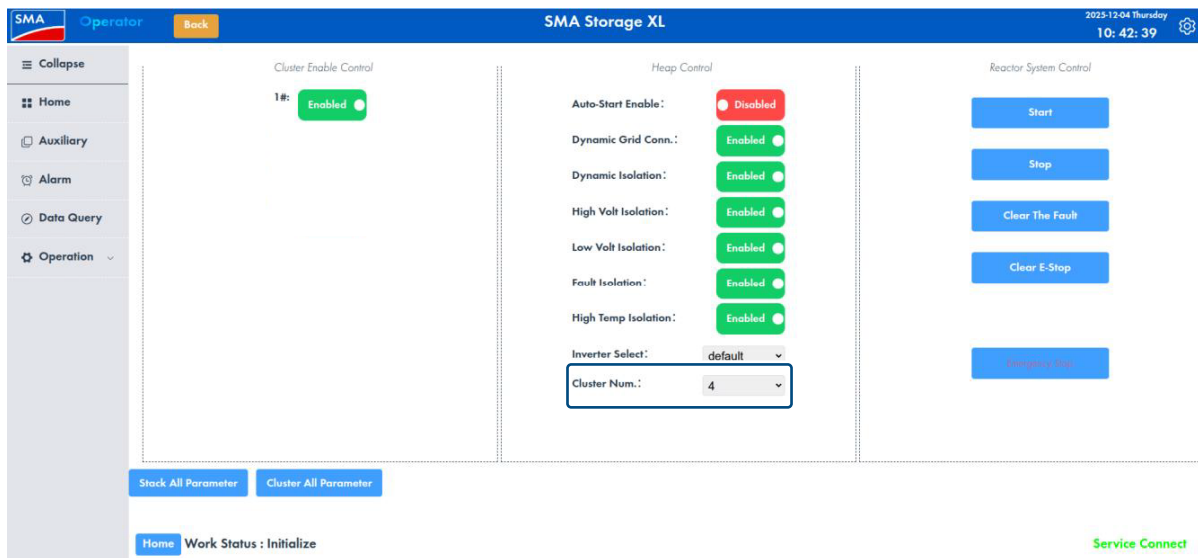 SMA
Operator
Back
SMA Storage XL
2025-12-04 Thursday
10: 42: 39
Collapse
Home
Auxiliary
Alarm
Data Query
Operation
Cluster Enable Control
1#: Enabled
Heap Control
Auto-Start Enable: Disabled
Dynamic Grid Conn.: Enabled
Dynamic Isolation: Enabled
High Volt Isolation: Enabled
Low Volt Isolation: Enabled
Fault Isolation: Enabled
High Temp Isolation: Enabled
Inverter Select: default
Cluster Num.: 4
Reactor System Control
Start
Stop
Clear The Fault
Clear E-Stop
Emergency Stop
Stack All Parameter
Cluster All Parameter
Home Work Status : Initialize
Service Connect